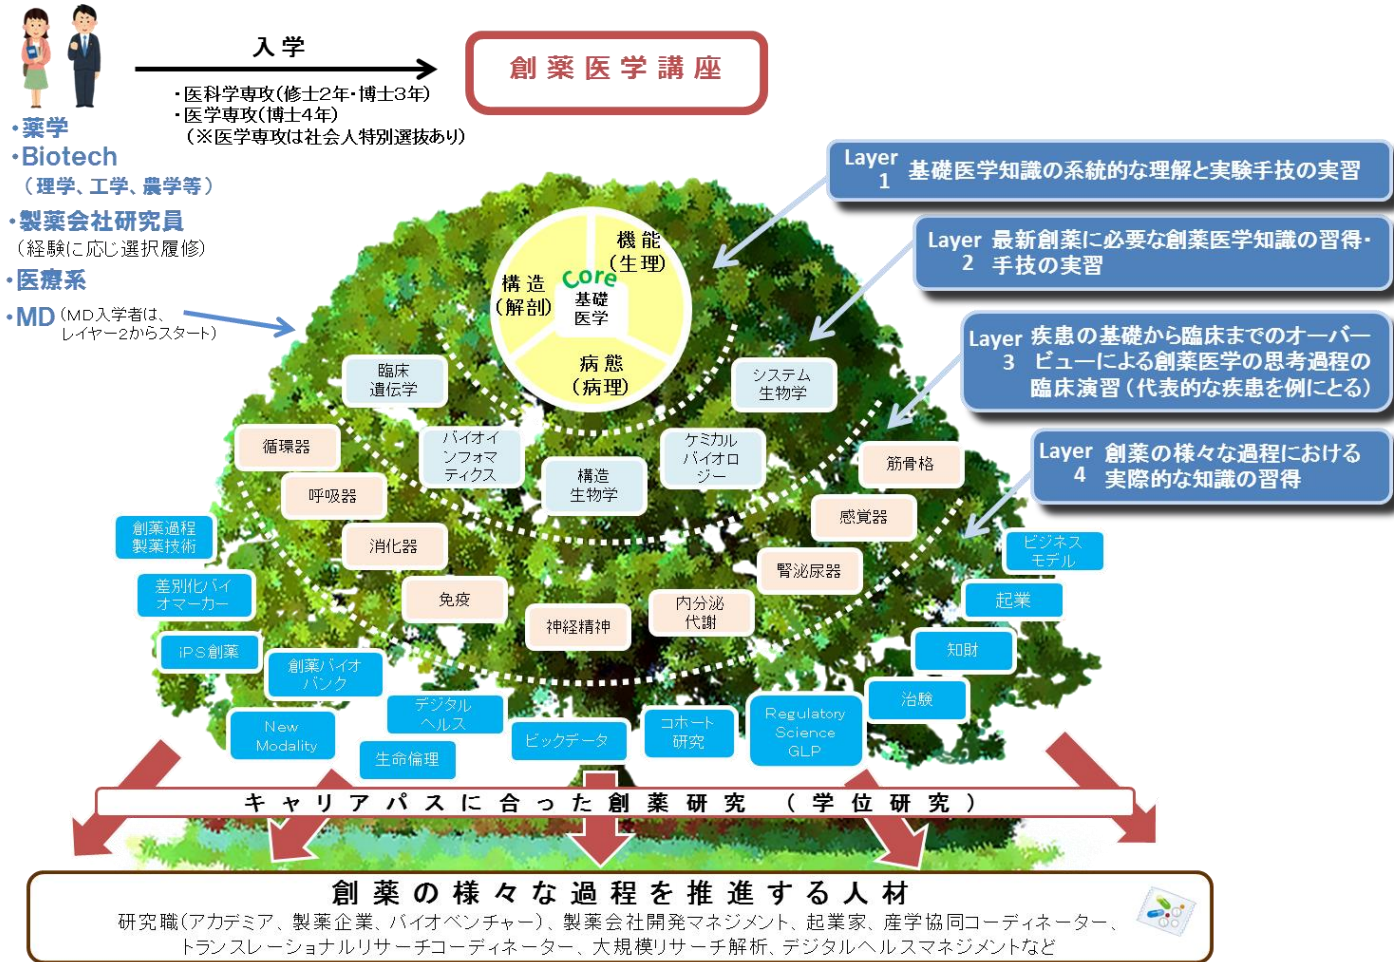 入学
創薬医学講座
・医科学専攻(修士2年・博士3年)
・医学専攻(博士4年)
(※医学専攻は社会人特別選抜あり)
・薬学
・Biotech
(理学、工学、農学等)
・製薬会社研究員
(経験に応じ選択履修)
・医療系
・MD(MD入学者は、
レイヤー2からスタート)
Layer 1 基礎医学知識の系統的な理解と実験手技の実習
Layer 2 最新創薬に必要な創薬医学知識の習得・
手技の実習
Layer 3 疾患の基礎から臨床までのオーバー
ビューによる創薬医学の思考過程の
臨床演習(代表的な疾患を例にとる)
Layer 4 創薬の様々な過程における
実際的な知識の習得
機能
(生理)
構造
(解剖)
Core
基礎
医学
病態
(病理)
臨床
遺伝学
システム
生物学
バイオイ
ンフォマ
ティクス
構造
生物学
ケミカル
バイオロ
ジー
循環器
呼吸器
消化器
免疫
神経精神
内分泌
代謝
腎泌尿器
感覚器
筋骨格
創薬過程
製薬技術
差別化バイ
オマーカー
iPS創薬
創薬バイオ
バンク
New
Modality
デジタル
ヘルス
生命倫理
ビックデータ
コホート
研究
Regulatory
Science
GLP
治験
知財
起業
ビジネス
モデル
キャリアパスに合った創薬研究 (学位研究)
創薬の様々な過程を推進する人材
研究職(アカデミア、製薬企業、バイオベンチャー)、製薬会社開発マネジメント、起業家、産学協同コーディネーター、
トランスレーショナルリサーチコーディネーター、大規模リサーチ解析、デジタルヘルスマネジメントなど